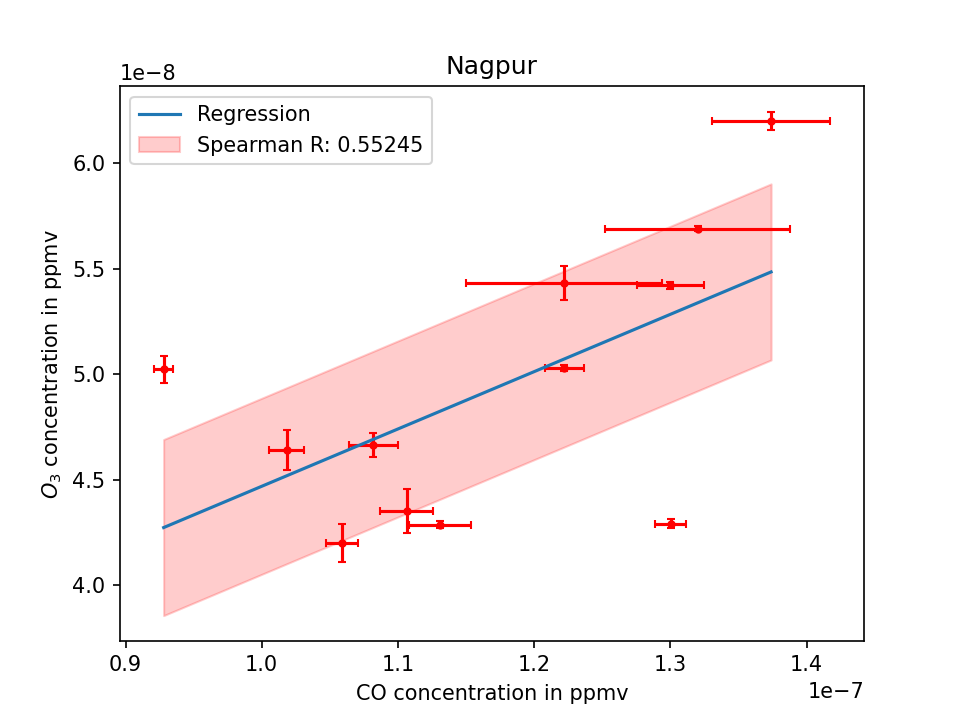 Nagpur
1e−8
Regression
Spearman R: 0.55245
6.0
5.5
5.0
4.5
4.0
O3 concentration in ppmv
0.9 1.0 1.1 1.2 1.3 1.4
1e−7
CO concentration in ppmv